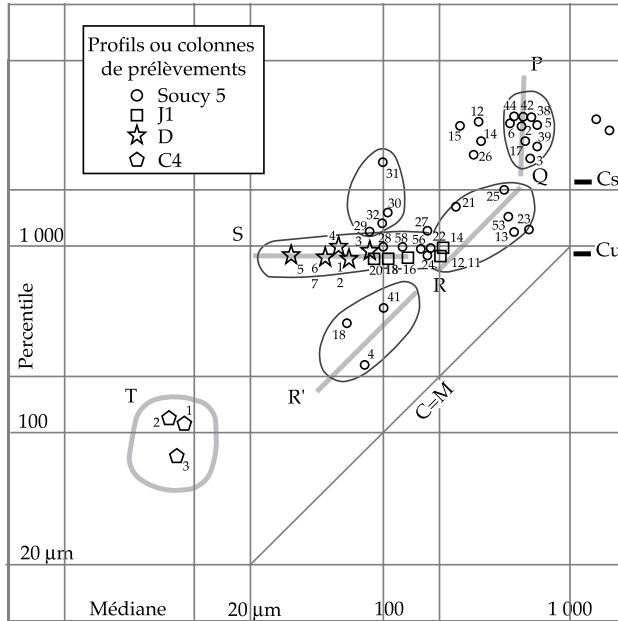 Profils ou colonnes
de prélèvements
Soucy 5
J1
D
C4
P
44 42 38
12
15
6
2
5
14
17
39
26
3
Q
Cs
31
25
30
21
32
29
27
53
23
13
S
1 000
4
3
28 58 56 22 14
Cu
5 6 1 20 18 - 16 24 12 11
7 2
R
Percentile
41
18
4
R'
C=M
T
2
1
3
100
20 µm
Médiane
20 µm
100
1 000